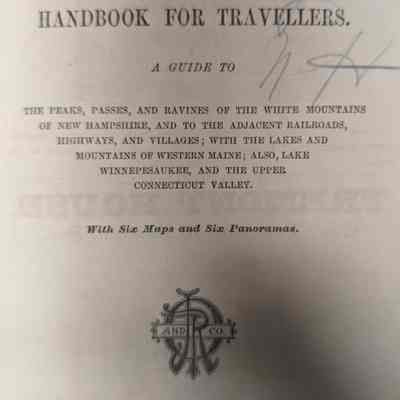 HANDBOOK FOR TRAVELLERS.
A GUIDE TO
THE PEAKS, PASSES, AND RAVINES OF THE WHITE MOUNTAINS
OF NEW HAMPSHIRE, AND TO THE ADJACENT RAILROADS,
HIGHWAYS, AND VILLAGES; WITH THE LAKES AND
MOUNTAINS OF WESTERN MAINE; ALSO, LAKE
WINNEPESAUKEE, AND THE UPPER
CONNECTICUT VALLEY.
With Six Maps and Six Panoramas.
AND CO.